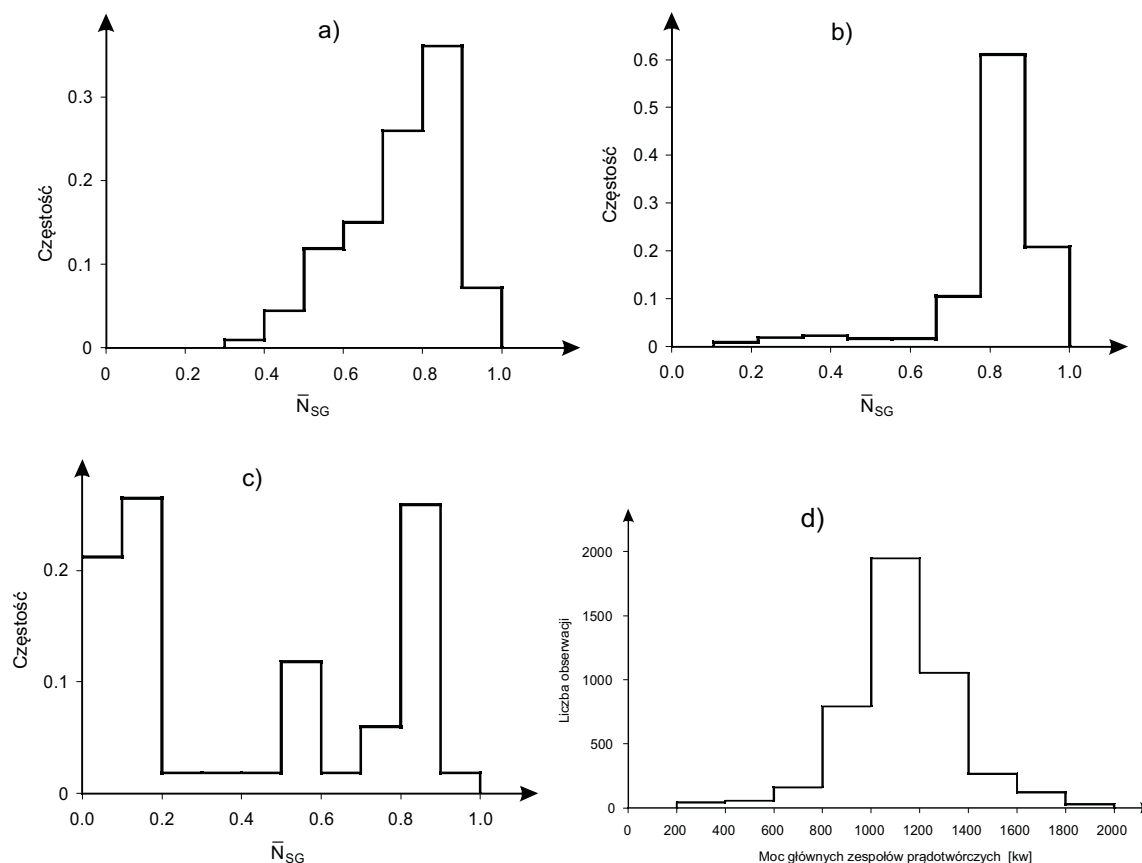 a)
Częstość
0.3
0.2
0.1
0
0 0.2 0.4 0.6 0.8 1.0
N̅SG
b)
Częstość
0.6
0.5
0.4
0.3
0.2
0.1
0
0.0 0.2 0.4 0.6 0.8 1.0
N̅SG
c)
Częstość
0.2
0.1
0
0.0 0.2 0.4 0.6 0.8 1.0
N̅SG
d)
Liczba obserwacji
2000
1500
1000
500
0
0 200 400 600 800 1000 1200 1400 1600 1800 2000
Moc głównych zespołów prądotwórczych [kw]